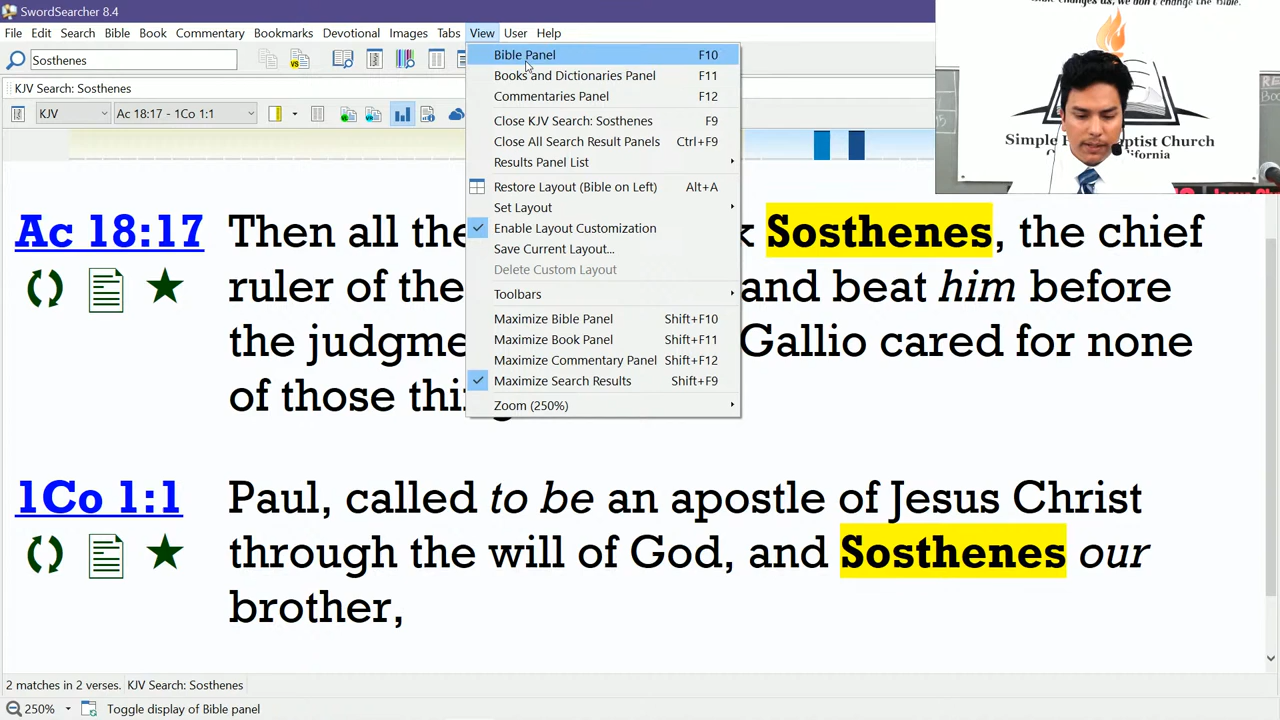 SwordSearcher 8.4
File Edit Search Bible Book Commentary Bookmarks Devotional Images Tabs View User Help
Sosthenes
KJV Search: Sosthenes
KJV Ac 18:17 - 1Co 1:1
Bible Panel F10
Books and Dictionaries Panel F11
Commentaries Panel F12
Close KJV Search: Sosthenes F9
Close All Search Result Panels Ctrl+F9
Results Panel List
Restore Layout (Bible on Left) Alt+A
Set Layout
Enable Layout Customization
Save Current Layout...
Delete Custom Layout
Toolbars
Maximize Bible Panel Shift+F10
Maximize Book Panel Shift+F11
Maximize Commentary Panel Shift+F12
Maximize Search Results Shift+F9
Zoom (250%)
Ac 18:17 Then all the Sosthenes, the chief
ruler of the and beat him before
the judgme Gallio cared for none
of those thi
1Co 1:1 Paul, called to be an apostle of Jesus Christ
through the will of God, and Sosthenes our
brother,
2 matches in 2 verses. KJV Search: Sosthenes
250% Toggle display of Bible panel
we don't change the Bible.
Simple aptist Church
lifornia